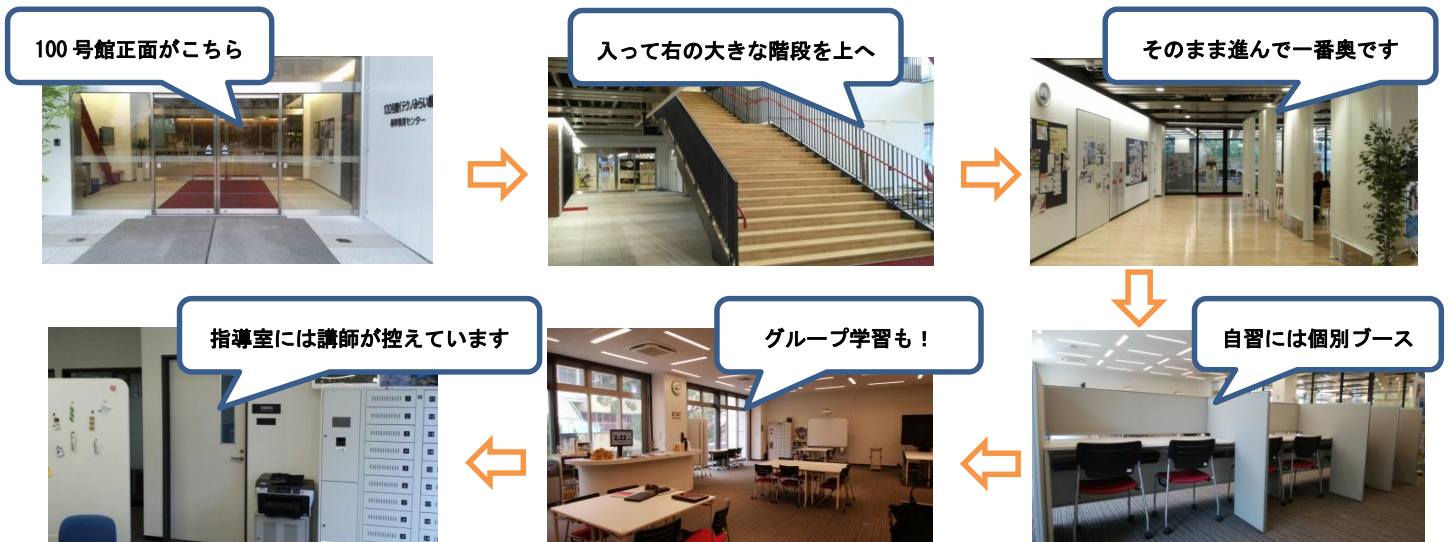 100 号館正面がこちら
入って右の大きな階段を上へ
そのまま進んで一番奥です
自習には個別ブース
グループ学習も！
指導室には講師が控えています